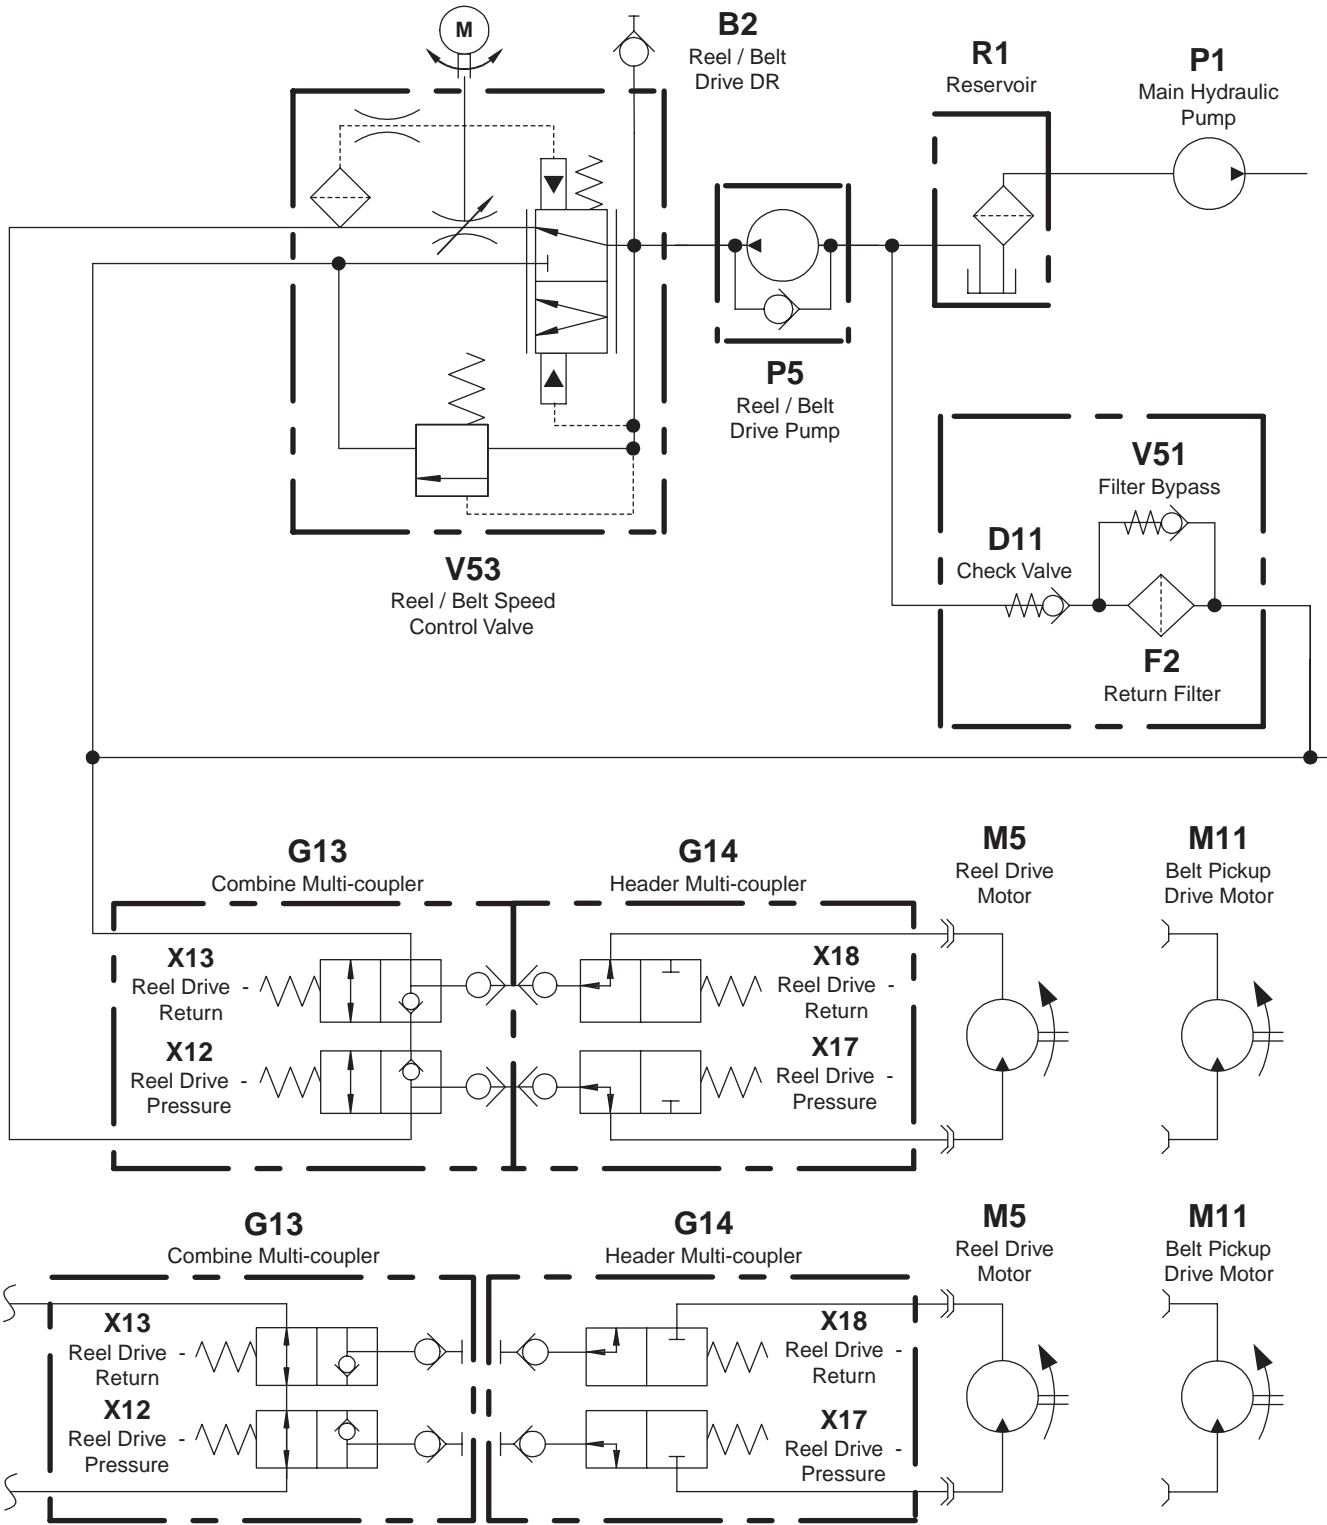 M
B2
Reel / Belt
Drive DR
R1
Reservoir
P1
Main Hydraulic
Pump
P5
Reel / Belt
Drive Pump
V51
Filter Bypass
D11
Check Valve
F2
Return Filter
V53
Reel / Belt Speed
Control Valve
G13
Combine Multi-coupler
G14
Header Multi-coupler
M5
Reel Drive
Motor
M11
Belt Pickup
Drive Motor
X13
Reel Drive -
Return
X12
Reel Drive -
Pressure
X18
Reel Drive -
Return
X17
Reel Drive -
Pressure
G13
Combine Multi-coupler
G14
Header Multi-coupler
M5
Reel Drive
Motor
M11
Belt Pickup
Drive Motor
X13
Reel Drive -
Return
X12
Reel Drive -
Pressure
X18
Reel Drive -
Return
X17
Reel Drive -
Pressure